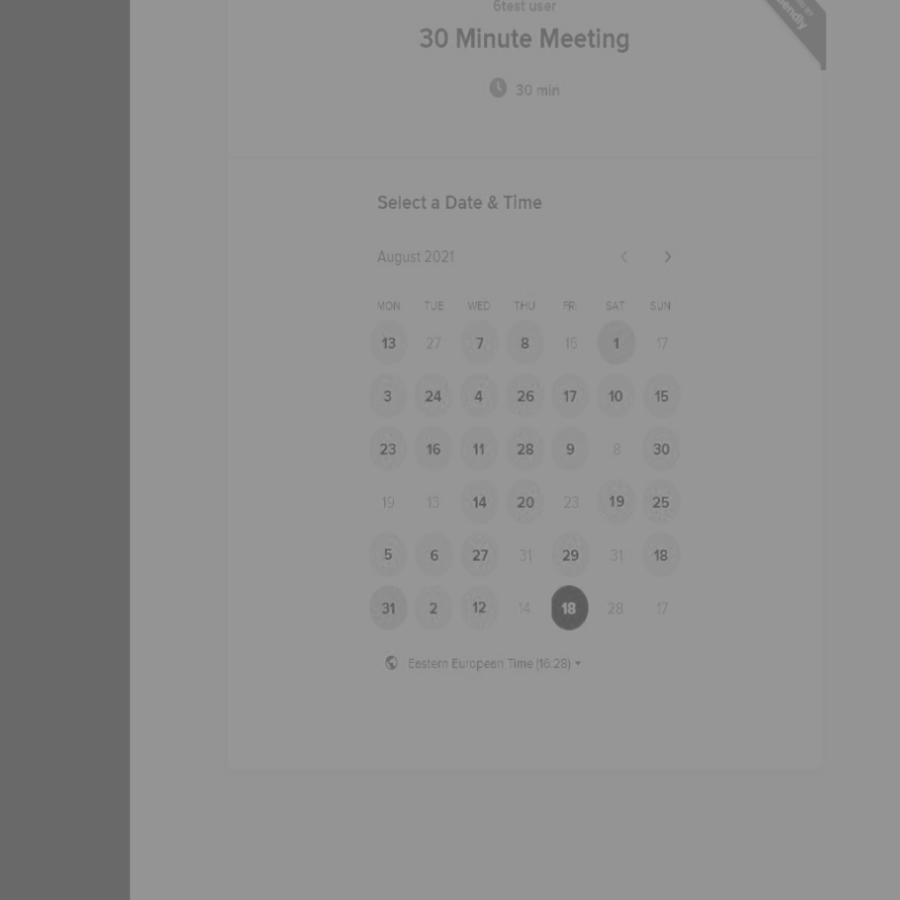 6test user
30 Minute Meeting
30 min
Select a Date & Time
August 2021
MON TUE WED THU FRI SAT SUN
13 27 7 8 15 1 17
3 24 4 26 17 10 15
23 16 11 28 9 8 30
19 13 14 20 23 19 25
5 6 27 31 29 31 18
31 2 12 14 18 28 17
Eestern Europeen Time (16:28)